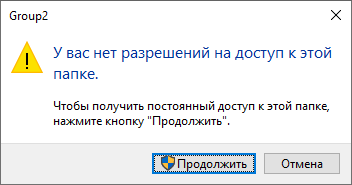 Group2
У вас нет разрешений на доступ к этой
папке.
Чтобы получить постоянный доступ к этой папке,
нажмите кнопку "Продолжить".
Продолжить
Отмена